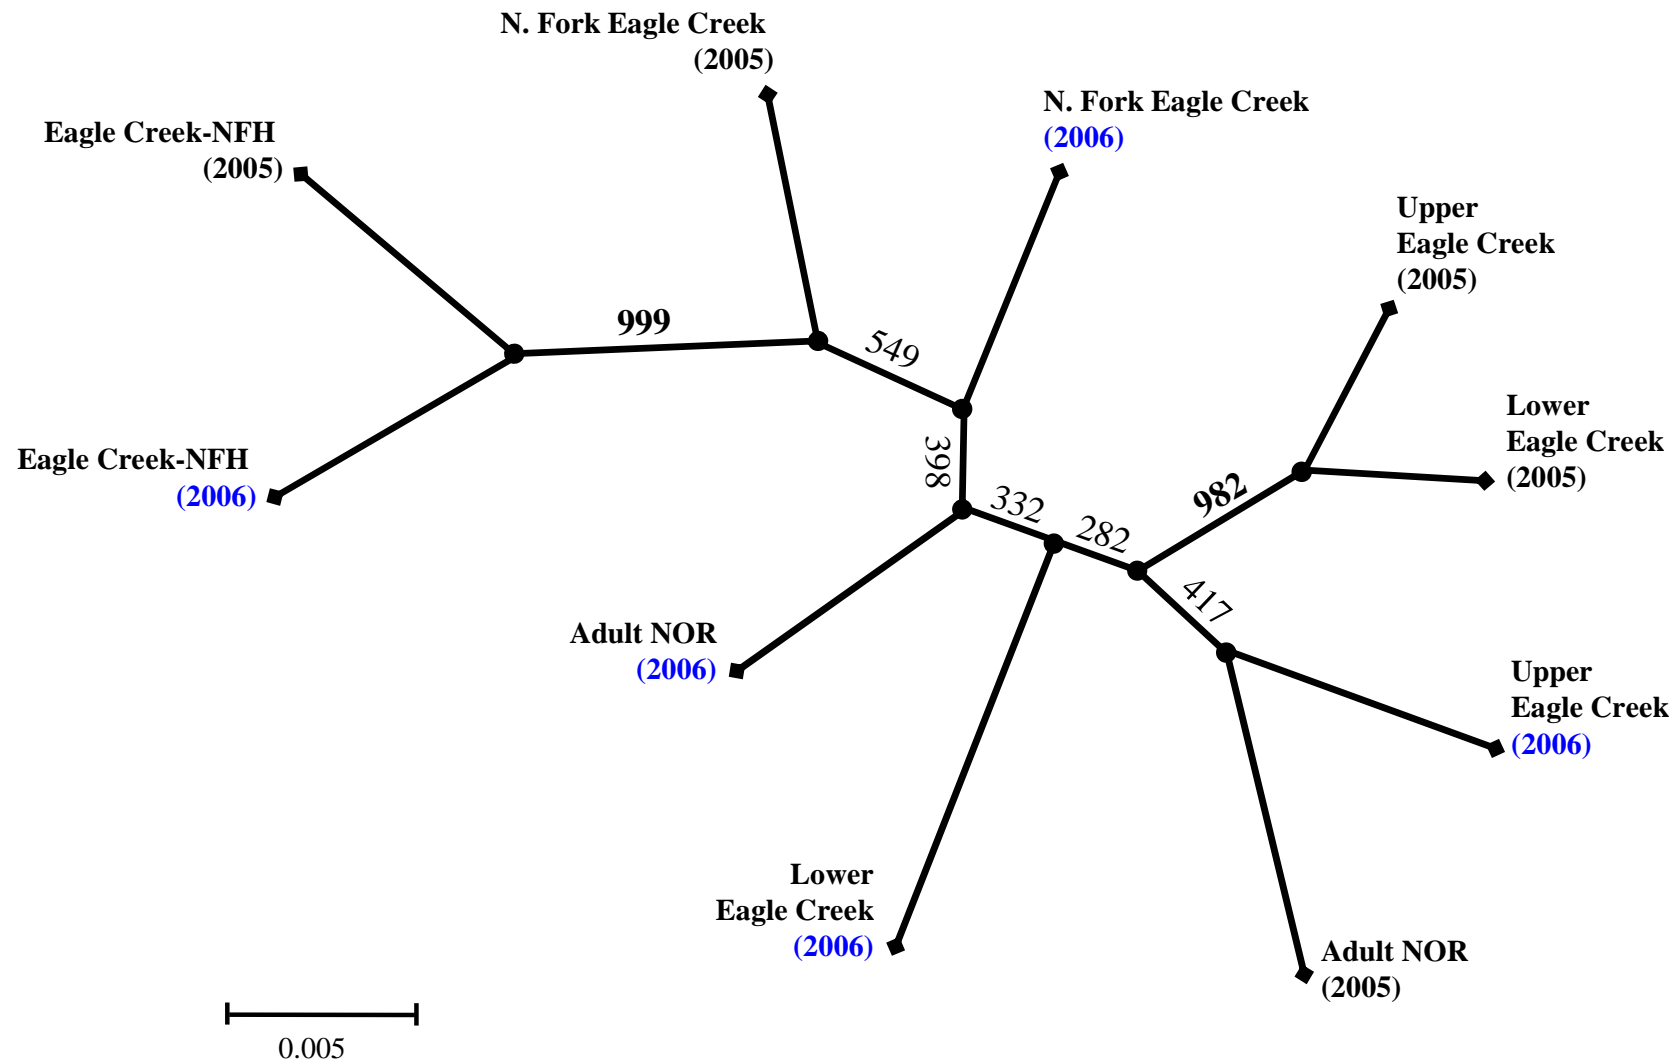 N. Fork Eagle Creek
(2005)
N. Fork Eagle Creek
(2006)
Eagle Creek-NFH
(2005)
Upper
Eagle Creek
(2005)
999
549
Lower
Eagle Creek
(2005)
398
Eagle Creek-NFH
(2006)
982
332
282
417
Adult NOR
(2006)
Upper
Eagle Creek
(2006)
Lower
Eagle Creek
(2006)
Adult NOR
(2005)
0.005